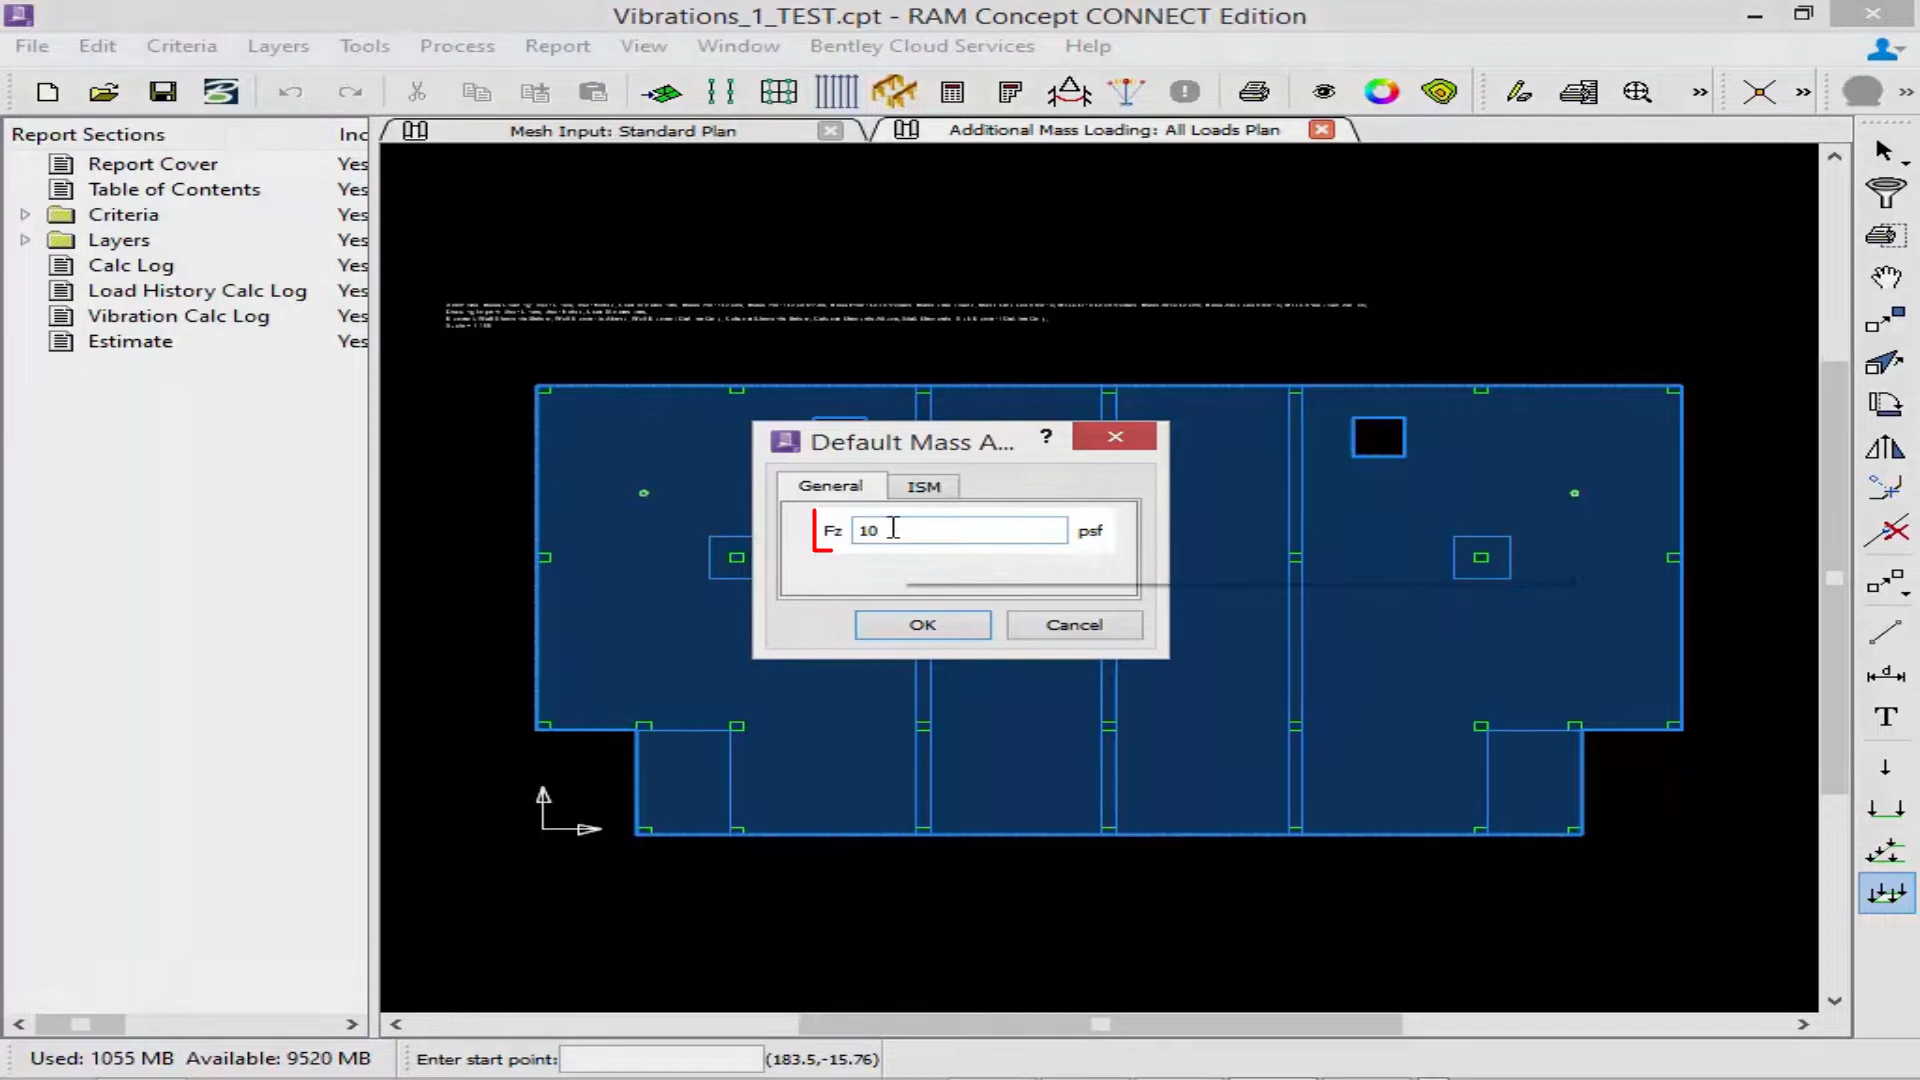 Vibrations_1_TEST.cpt - RAM Concept CONNECT Edition
File Edit Criteria Layers Tools Process Report View Window Bentley Cloud Services Help
Report Sections Inc
Mesh Input: Standard Plan
Additional Mass Loading: All Loads Plan
Report Cover Yes
Table of Contents Yes
Criteria Yes
Layers Yes
Calc Log Yes
Load History Calc Log Yes
Vibration Calc Log Yes
Estimate Yes
Default Mass A... ?
General ISM
Fz 10 psf
OK Cancel
d
T
Used: 1055 MB Available: 9520 MB
Enter start point: (183.5,-15.76)